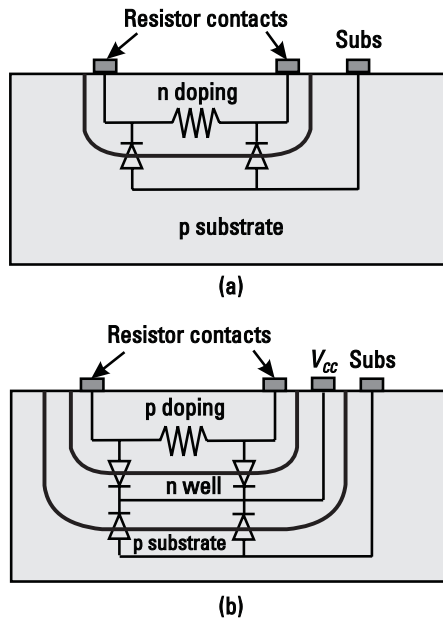 Resistor contacts
Subs
n doping
p substrate
(a)
Resistor contacts
Vcc Subs
p doping
n well
p substrate
(b)